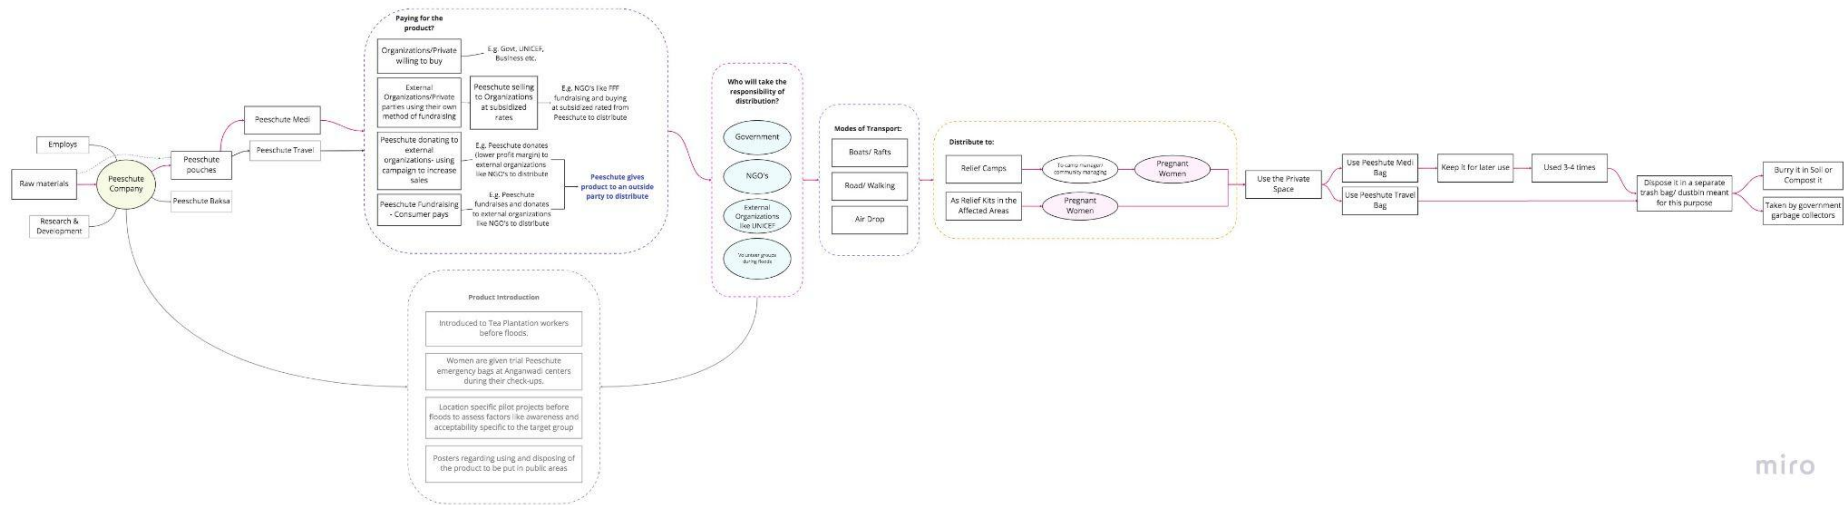 Employs
Raw materials
Research &
Development
Peeschute
Company
Peeschute
pouches
Peeschute Baksa
Peeschute Medi
Peeschute Travel
Paying for the
product?
Organizations/Private
willing to buy
E.g. Govt, UNICEF,
Business etc.
External
Organizations/Private
parties using their own
method of fundraising
Peeschute selling
to Organizations
at subsidized
rates
E.g. NGO's like FFF
fundraising and buying
at subsidized rated from
Peeschute to distribute
Peeschute donating to
external
organizations- using
campaign to increase
sales
E.g. Peeschute donates
(lower profit margin) to
external organizations
like NGO's to distribute
Peeschute Fundraising
- Consumer pays
E.g. Peeschute
fundraises and donates
to external organizations
like NGO's to distribute
Peeschute gives
product to an outside
party to distribute
Product Introduction
Introduced to Tea Plantation workers
before floods.
Women are given trial Peeschute
emergency bags at Anganwadi centers
during their check-ups.
Location specific pilot projects before
floods to assess factors like awareness and
acceptability specific to the target group
Posters regarding using and disposing of
the product to be put in public areas
Who will take the
responsibility of
distribution?
Government
NGO's
External
Organizations
like UNICEF
Volunteer groups
during floods
Modes of Transport:
Boats/ Rafts
Road/ Walking
Air Drop
Distribute to:
Relief Camps
To camp manager/
community managing
Pregnant
Women
As Relief Kits in the
Affected Areas
Pregnant
Women
Use the Private
Space
Use Peeshute Medi
Bag
Keep it for later use
Used 3-4 times
Use Peeschute Travel
Bag
Dispose it in a separate
trash bag/ dustbin meant
for this purpose
Burry it in Soil or
Compost it
Taken by government
garbage collectors
miro